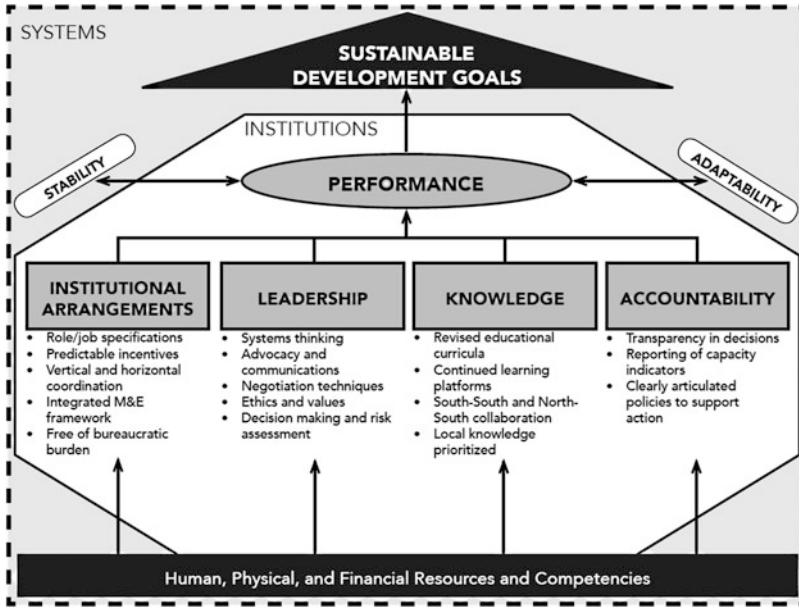 SYSTEMS
SUSTAINABLE
DEVELOPMENT GOALS
INSTITUTIONS
STABILITY
PERFORMANCE
ADAPTABILITY
INSTITUTIONAL
ARRANGEMENTS
• Role/job specifications
• Predictable incentives
• Vertical and horizontal
coordination
• Integrated M&E
framework
• Free of bureaucratic
burden
LEADERSHIP
• Systems thinking
• Advocacy and
communications
• Negotiation techniques
• Ethics and values
• Decision making and risk
assessment
KNOWLEDGE
• Revised educational
curricula
• Continued learning
platforms
• South-South and North-
South collaboration
• Local knowledge
prioritized
ACCOUNTABILITY
• Transparency in decisions
• Reporting of capacity
indicators
• Clearly articulated
policies to support
action
Human, Physical, and Financial Resources and Competencies